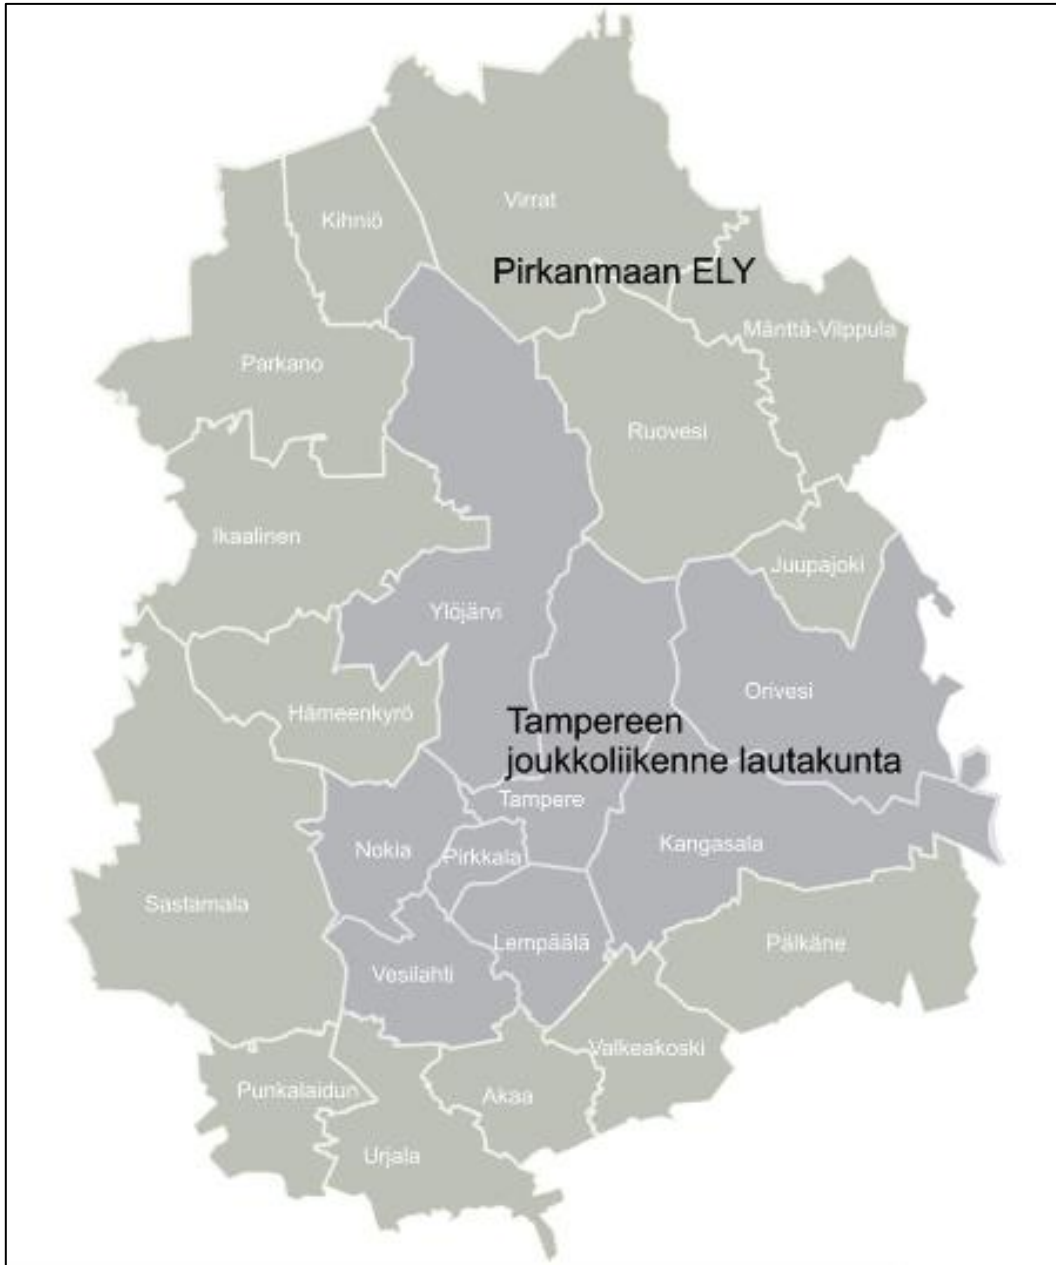 Virrat
Kihniö
Pirkanmaan ELY
Mänttä-Vilppula
Parkano
Ruovesi
Ikaalinen
Juupajoki
Ylöjärvi
Orivesi
Hämeenkyrö
Tampereen
joukkoliikenne lautakunta
Tampere
Nokia
Pirkkala
Kangasala
Sastamala
Lempäälä
Pälkäne
Vesilahti
Valkeakoski
Punkalaidun
Akaa
Urjala